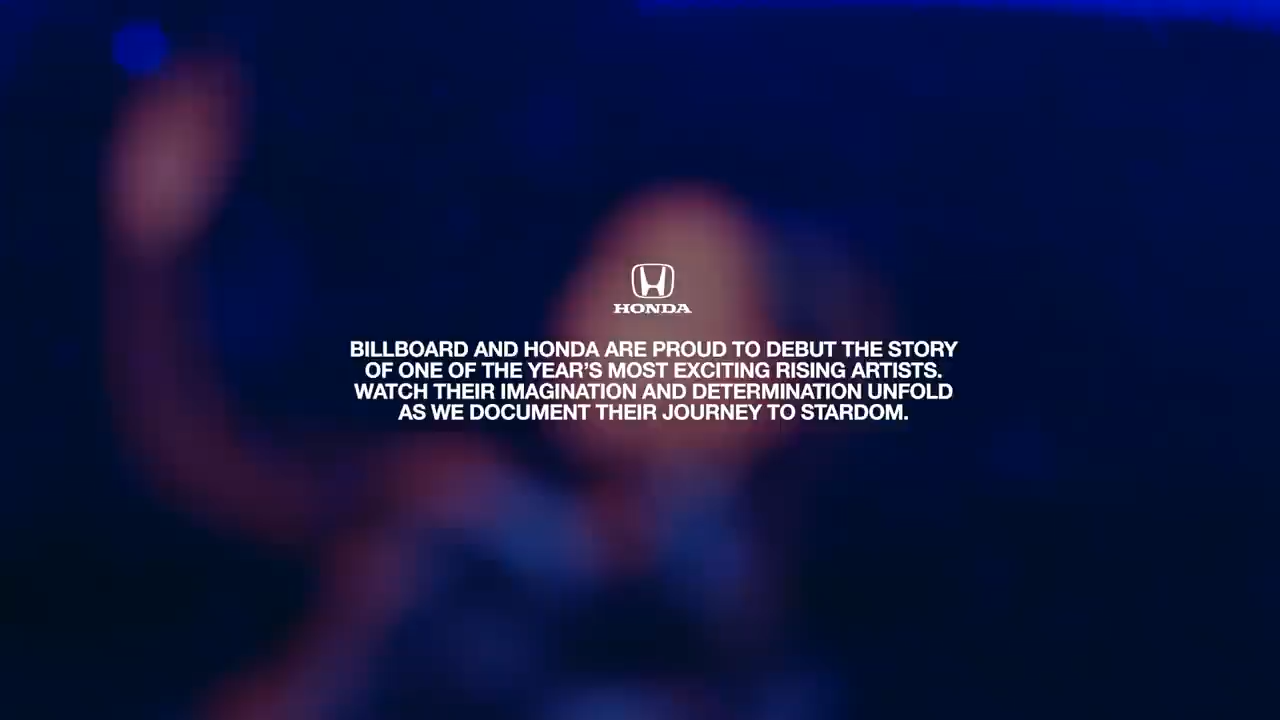 HONDA
BILLBOARD AND HONDA ARE PROUD TO DEBUT THE STORY
OF ONE OF THE YEAR'S MOST EXCITING RISING ARTISTS.
WATCH THEIR IMAGINATION AND DETERMINATION UNFOLD
AS WE DOCUMENT THEIR JOURNEY TO STARDOM.